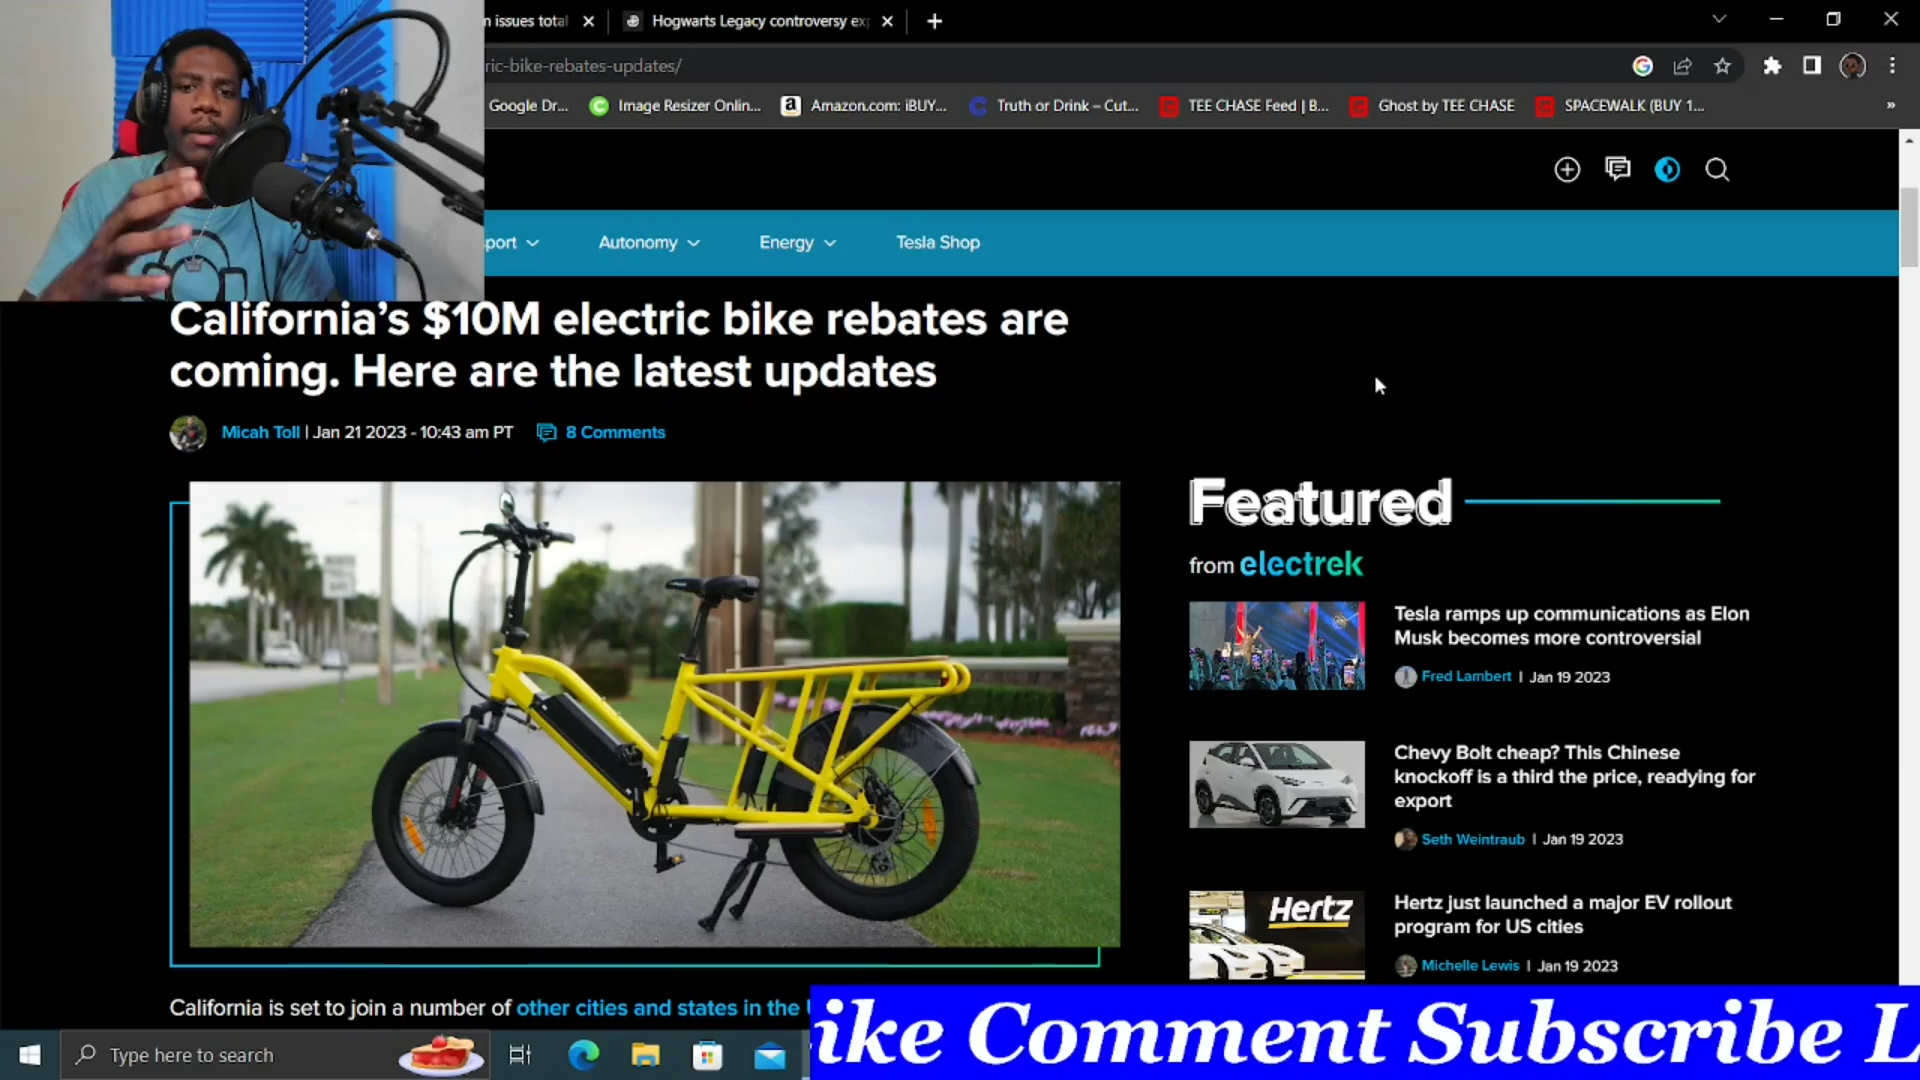 n issues total
Hogwarts Legacy controversy ex
ric-bike-rebates-updates/
Google Dr...
Image Resizer Onlin...
Amazon.com: iBUY...
Truth or Drink – Cut...
TEE CHASE Feed | B...
Ghost by TEE CHASE
SPACEWALK (BUY 1...
port
Autonomy
Energy
Tesla Shop
California's $10M electric bike rebates are
coming. Here are the latest updates
Micah Toll | Jan 21 2023 - 10:43 am PT
8 Comments
Featured
from electrek
Tesla ramps up communications as Elon
Musk becomes more controversial
Fred Lambert | Jan 19 2023
Chevy Bolt cheap? This Chinese
knockoff is a third the price, readying for
export
Seth Weintraub | Jan 19 2023
Hertz
Hertz just launched a major EV rollout
program for US cities
Michelle Lewis | Jan 19 2023
California is set to join a number of other cities and states in the
ike Comment Subscribe L
Type here to search